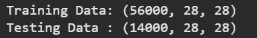 Training Data: (56000, 28, 28)
Testing Data : (14000, 28, 28)